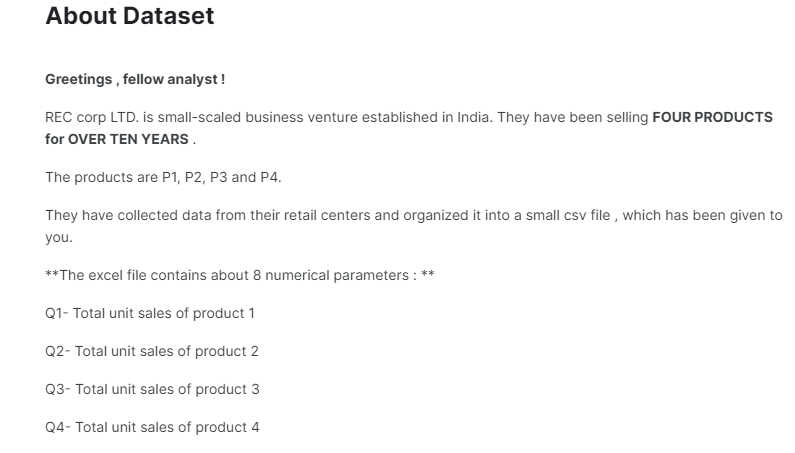 About Dataset
Greetings , fellow analyst !
REC corp LTD. is small-scaled business venture established in India. They have been selling FOUR PRODUCTS
for OVER TEN YEARS .
The products are P1, P2, P3 and P4.
They have collected data from their retail centers and organized it into a small csv file , which has been given to
you.
**The excel file contains about 8 numerical parameters : **
Q1- Total unit sales of product 1
Q2- Total unit sales of product 2
Q3- Total unit sales of product 3
Q4- Total unit sales of product 4